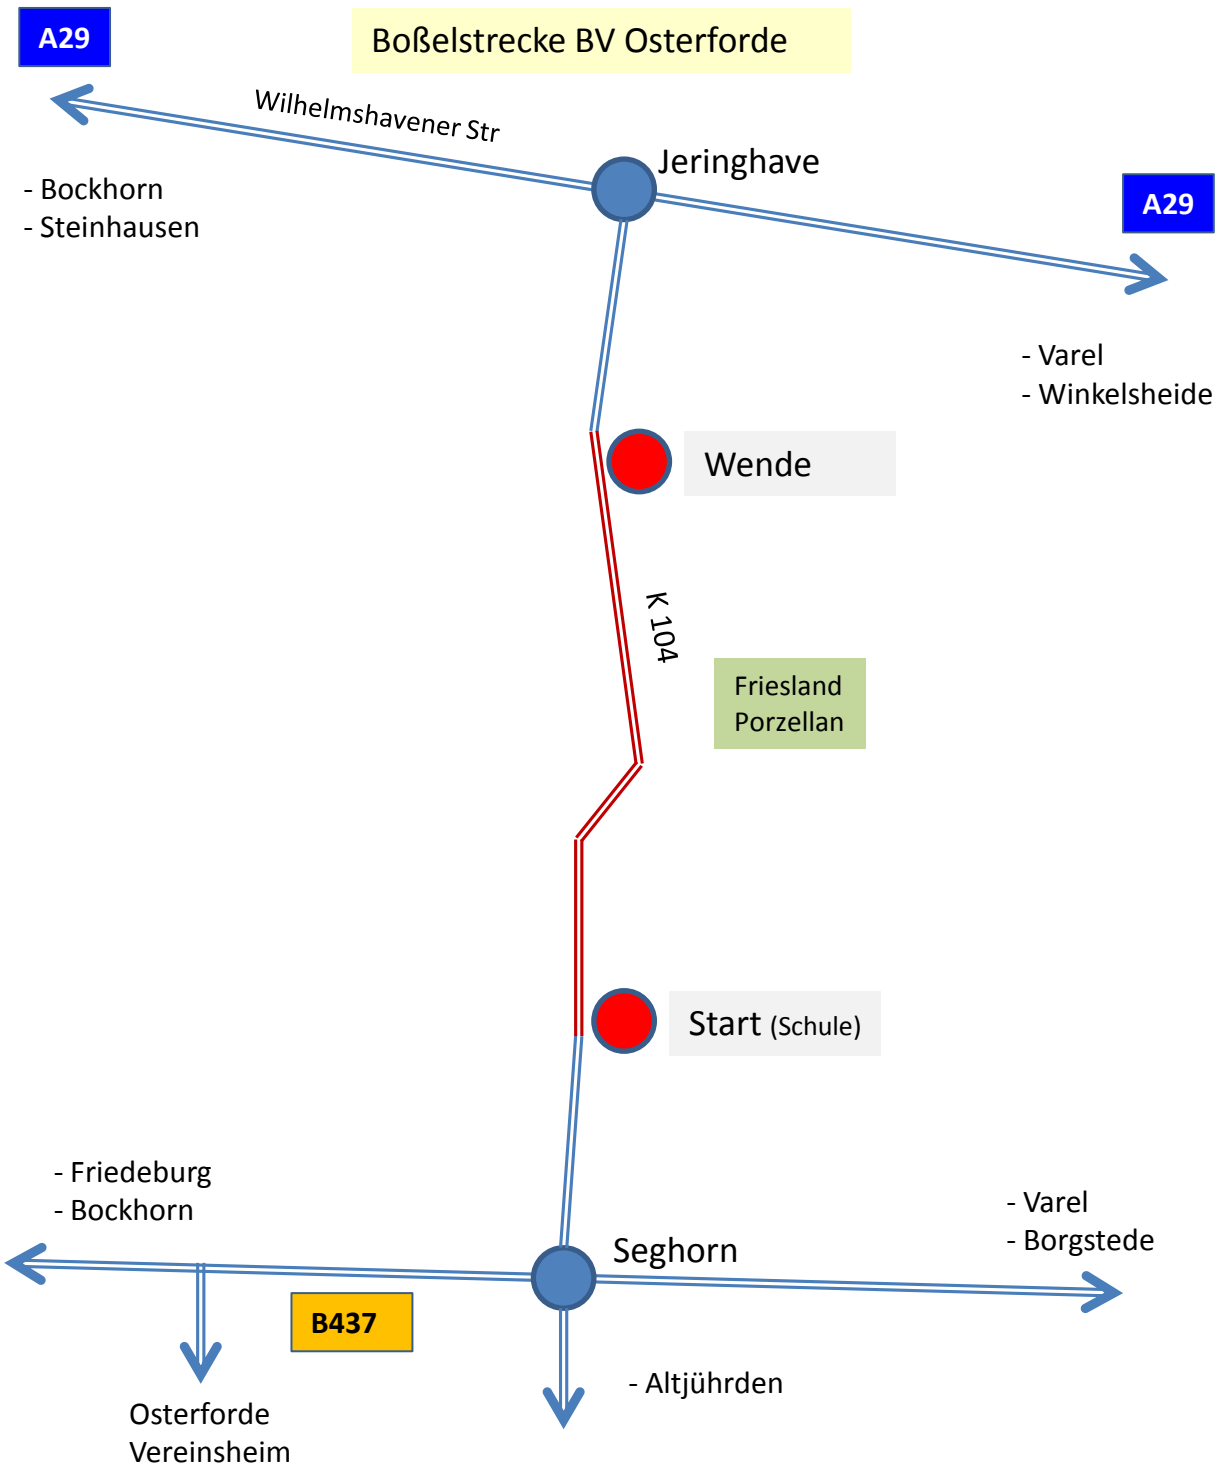 A29
Boßelstrecke BV Osterforde
Wilhelmshavener Str
Jeringhave
- Bockhorn
- Steinhausen
A29
- Varel
- Winkelsheide
Wende
K 104
Friesland
Porzellan
Start (Schule)
- Friedeburg
- Bockhorn
- Varel
- Borgstede
Seghorn
B437
- Altjührden
Osterforde
Vereinsheim